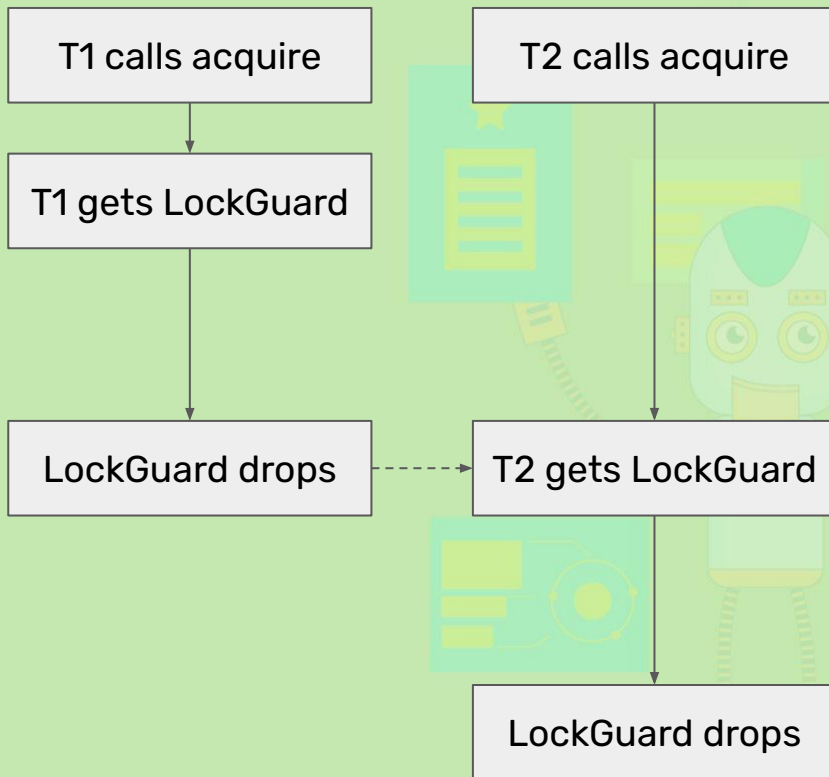 T1 calls acquire
T2 calls acquire
T1 gets LockGuard
LockGuard drops
T2 gets LockGuard
LockGuard drops